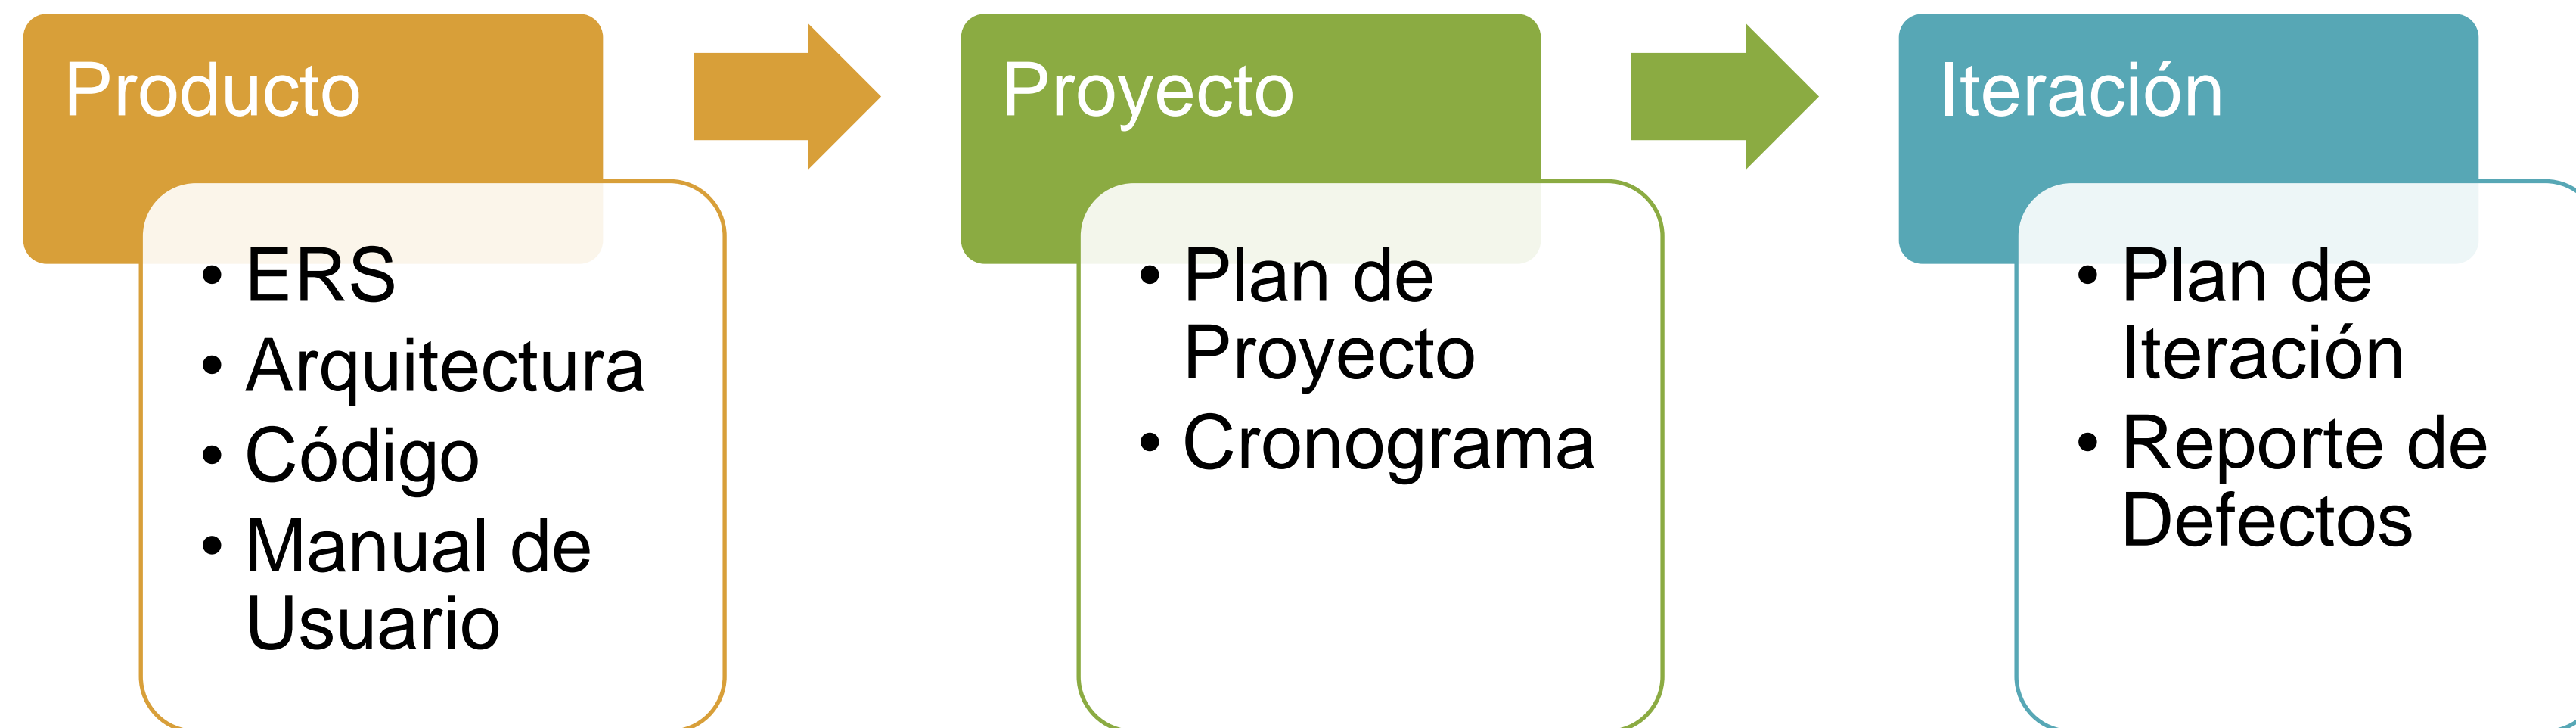 Producto
• ERS
• Arquitectura
• Código
• Manual de
Usuario
Proyecto
• Plan de
Proyecto
• Cronograma
Iteración
• Plan de
Iteración
• Reporte de
Defectos